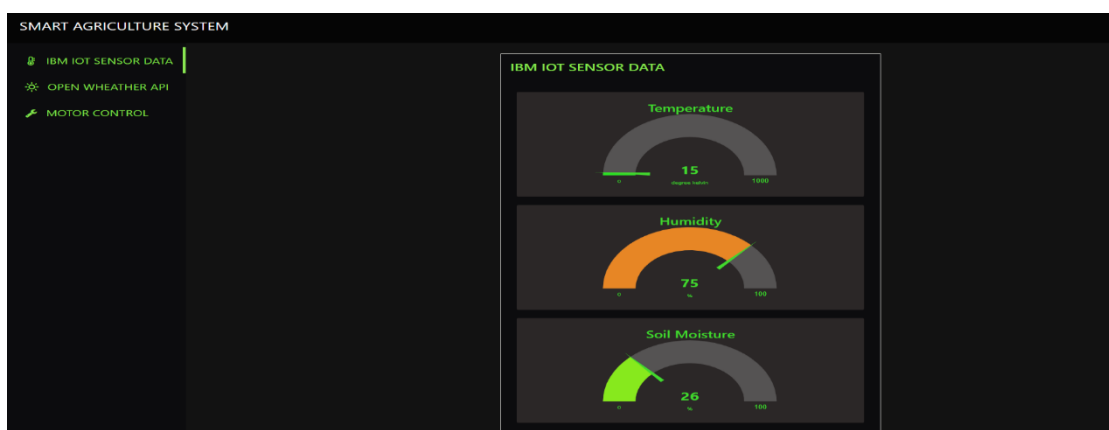 SMART AGRICULTURE SYSTEM
IBM IOT SENSOR DATA
OPEN WHEATHER API
MOTOR CONTROL
IBM IOT SENSOR DATA
Temperature
15
degree kelvin
0
1000
Humidity
75
%
0
100
Soil Moisture
26
%
0
100